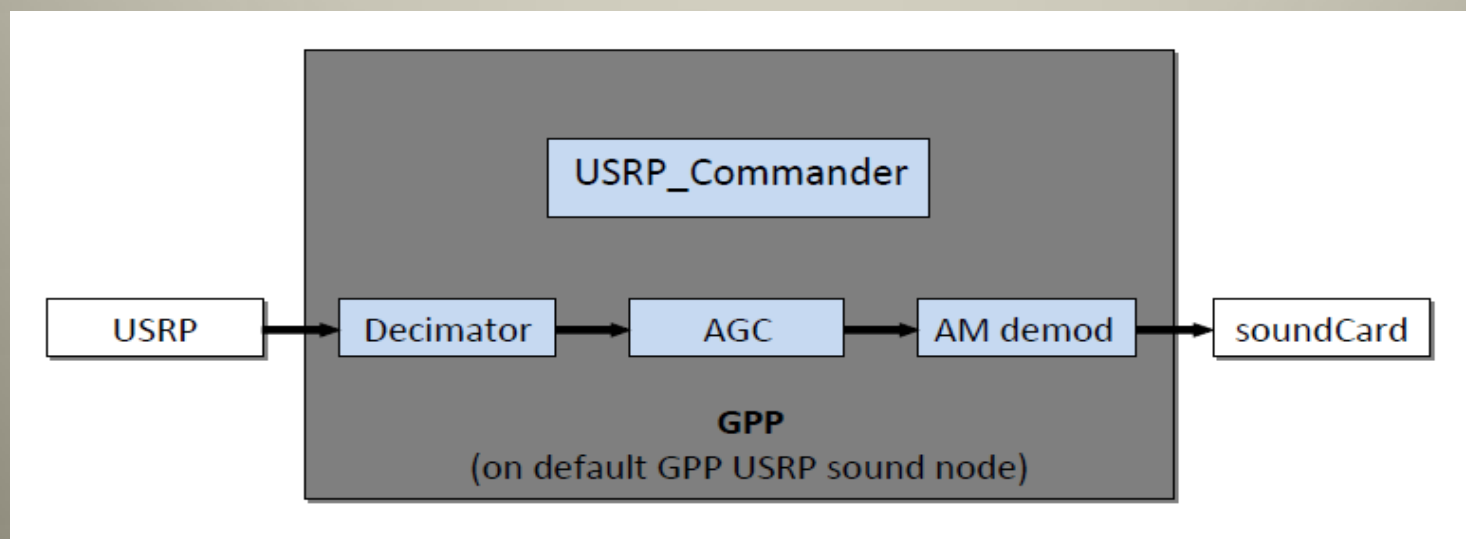 USRP_Commander
USRP
Decimator
AGC
AM demod
soundCard
GPP
(on default GPP USRP sound node)